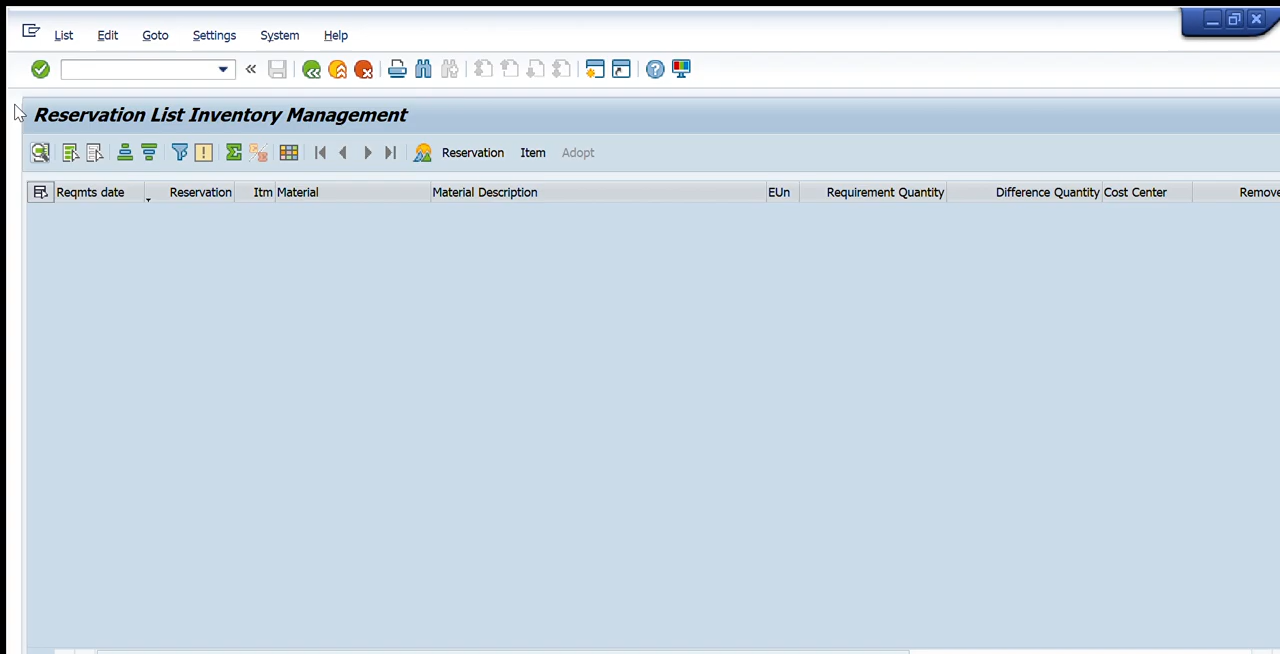 List Edit Goto Settings System Help
Reservation List Inventory Management
Reservation Item Adopt
Reqmts date Reservation Itm Material Material Description EUn Requirement Quantity Difference Quantity Cost Center Remove